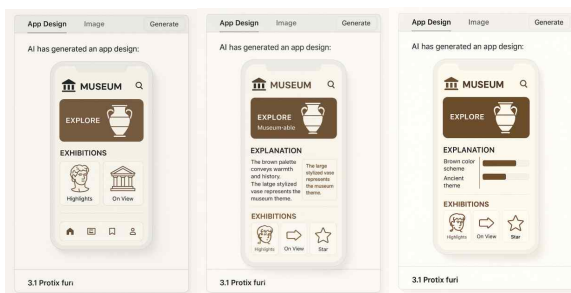 App Design Image Generate
AI has generated an app design:
MUSEUM
EXPLORE
EXHIBITIONS
Highlights On View
3.1 Protix furi
App Design Image Generate
AI has generated an app design:
MUSEUM
EXPLORE
Museum-able
EXPLANATION
The brown palette
conveys warmth
and history.
The latge stylized
vase represents the
museum theme.
The large
stylized vase
represents
the museum
theme.
EXHIBITIONS
Highlights On View Star
3.1 Protix furi
App Design Image Generate
AI has generated an app design:
MUSEUM
EXPLORE
EXPLANATION
Brown color
scheme
Ancient
theme
EXHIBITIONS
Highlights On View Star
3.1 Protix furi